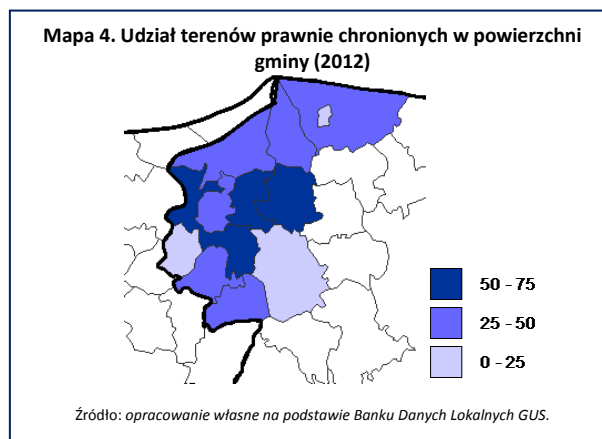 Mapa 4. Udział terenów prawnie chronionych w powierzchni
gminy (2012)
50 - 75
25 - 50
0 - 25
Źródło: opracowanie własne na podstawie Banku Danych Lokalnych GUS.